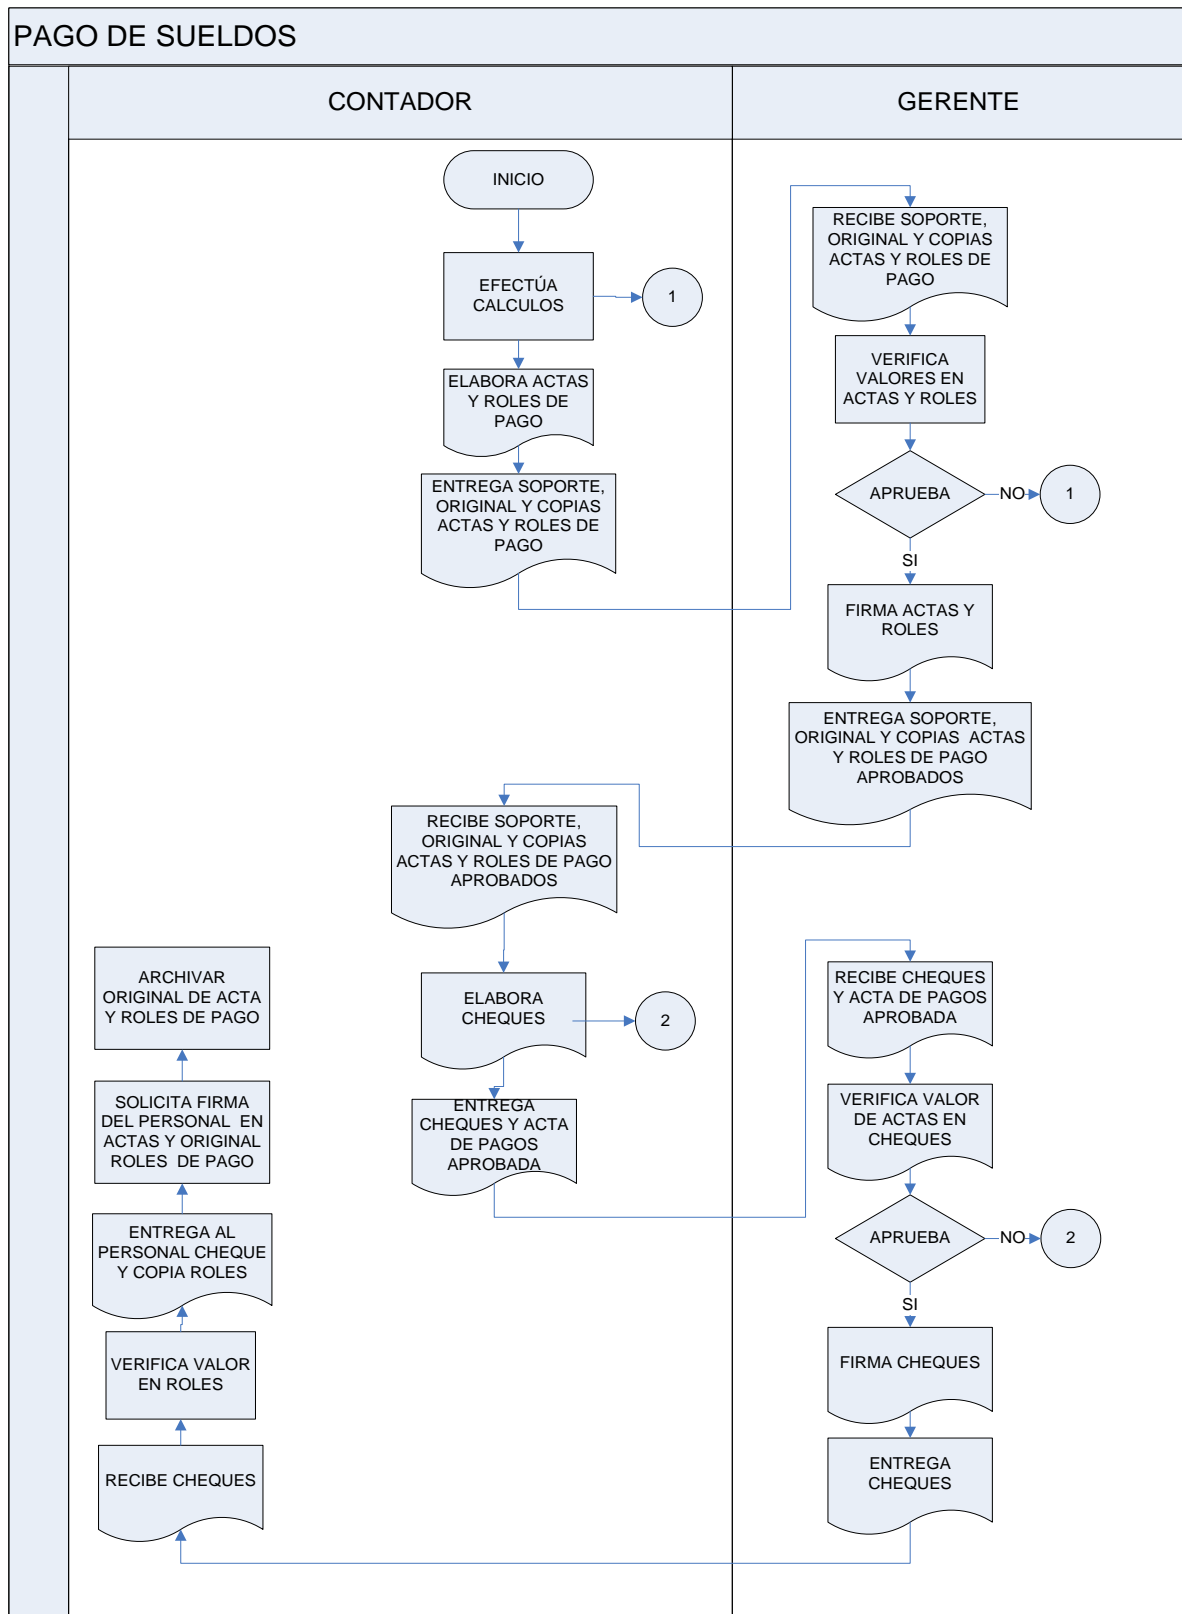 PAGO DE SUELDOS
CONTADOR
GERENTE
INICIO
EFECTÚA
CALCULOS
1
ELABORA ACTAS
Y ROLES DE
PAGO
ENTREGA SOPORTE,
ORIGINAL Y COPIAS
ACTAS Y ROLES DE
PAGO
RECIBE SOPORTE,
ORIGINAL Y COPIAS
ACTAS Y ROLES DE
PAGO
VERIFICA
VALORES EN
ACTAS Y ROLES
APRUEBA
NO
1
SI
FIRMA ACTAS Y
ROLES
ENTREGA SOPORTE,
ORIGINAL Y COPIAS ACTAS
Y ROLES DE PAGO
APROBADOS
RECIBE SOPORTE,
ORIGINAL Y COPIAS
ACTAS Y ROLES DE PAGO
APROBADOS
ELABORA
CHEQUES
2
ENTREGA
CHEQUES Y ACTA
DE PAGOS
APROBADA
RECIBE CHEQUES
Y ACTA DE PAGOS
APROBADA
VERIFICA VALOR
DE ACTAS EN
CHEQUES
APRUEBA
NO
2
SI
FIRMA CHEQUES
ENTREGA
CHEQUES
RECIBE CHEQUES
VERIFICA VALOR
EN ROLES
ENTREGA AL
PERSONAL CHEQUE
Y COPIA ROLES
SOLICITA FIRMA
DEL PERSONAL EN
ACTAS Y ORIGINAL
ROLES DE PAGO
ARCHIVAR
ORIGINAL DE ACTA
Y ROLES DE PAGO